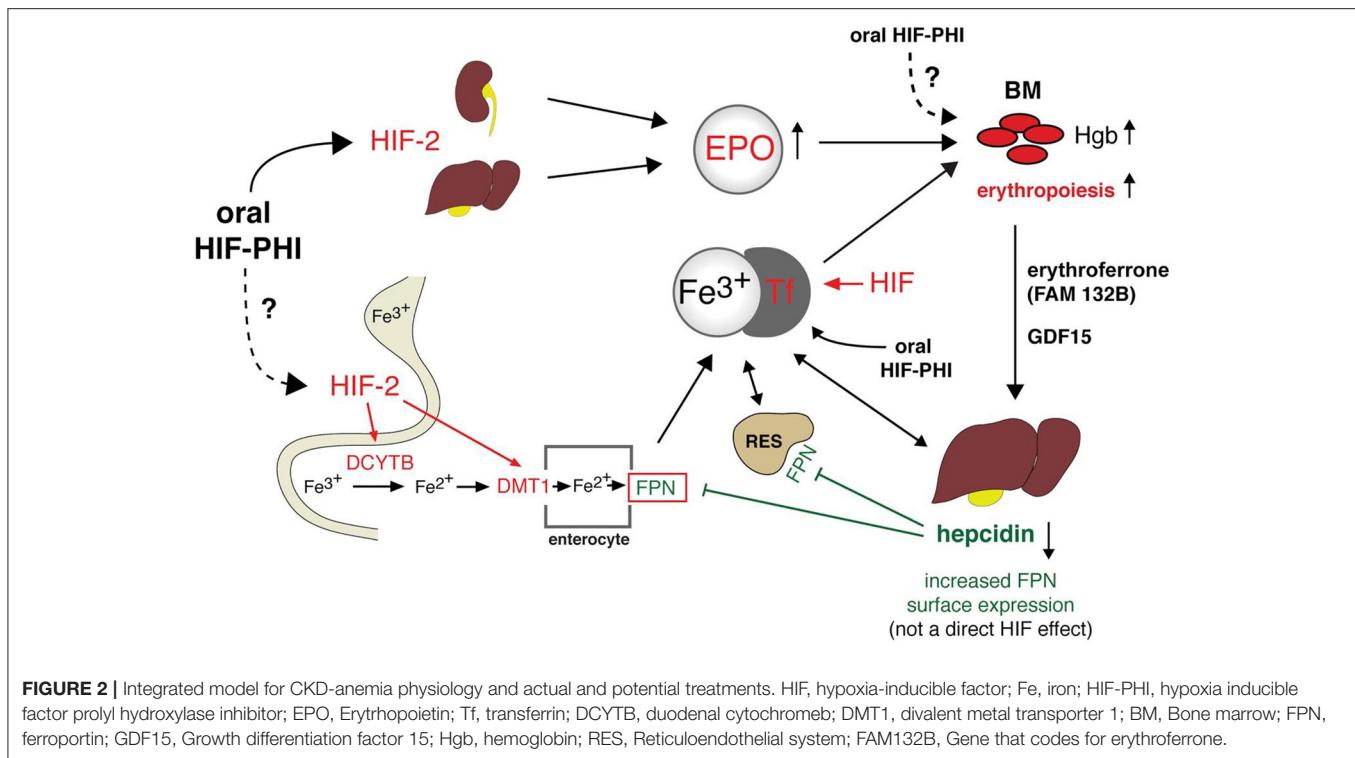 oral HIF-PHI
?
BM
Hgb
erythropoiesis
HIF-2
EPO
oral
HIF-PHI
?
Fe3+
Fe3+
Tf
HIF
oral
HIF-PHI
erythroferrone
(FAM 132B)
GDF15
HIF-2
DCYTB
Fe3+
Fe2+
DMT1
Fe2+
FPN
enterocyte
RES
FPN
hepcidin
increased FPN
surface expression
(not a direct HIF effect)
FIGURE 2 | Integrated model for CKD-anemia physiology and actual and potential treatments. HIF, hypoxia-inducible factor; Fe, iron; HIF-PHI, hypoxia inducible
factor prolyl hydroxylase inhibitor; EPO, Erytrhopoietin; Tf, transferrin; DCYTB, duodenal cytochromeb; DMT1, divalent metal transporter 1; BM, Bone marrow; FPN,
ferroportin; GDF15, Growth differentiation factor 15; Hgb, hemoglobin; RES, Reticuloendothelial system; FAM132B, Gene that codes for erythroferrone.